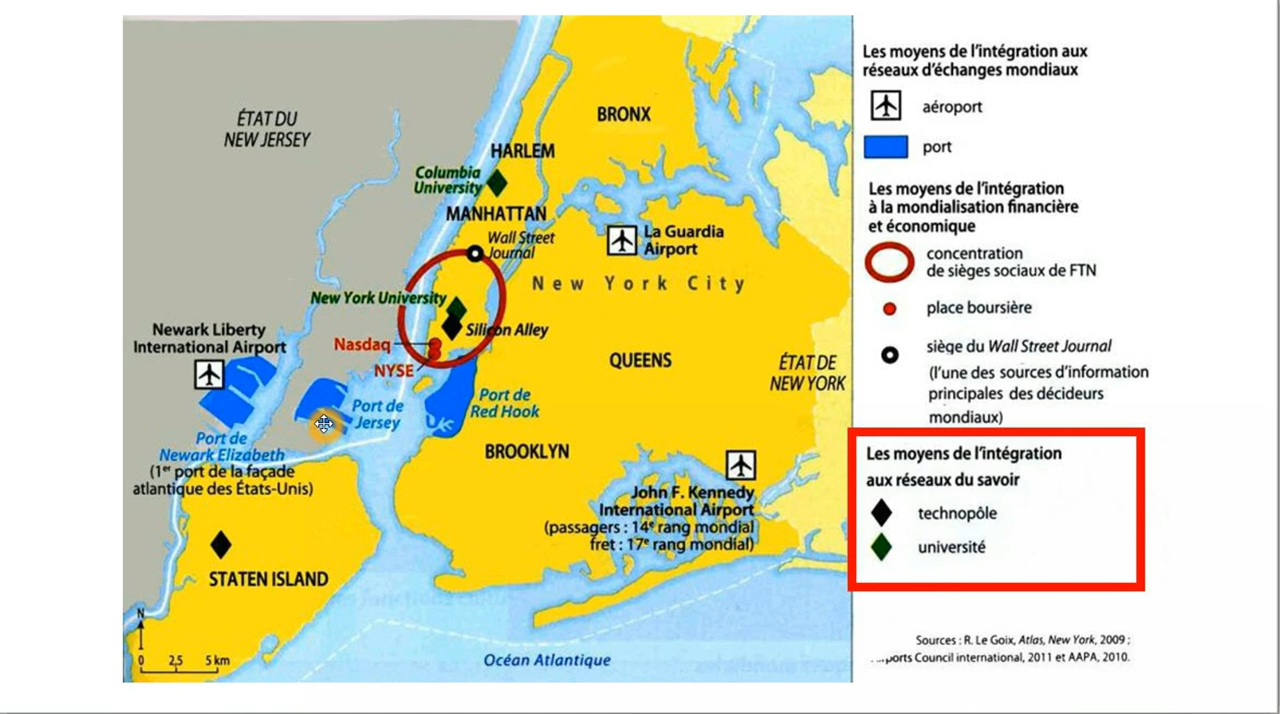 ÉTAT DU
NEW JERSEY
BRONX
HARLEM
Columbia
University
MANHATTAN
Wall Street
Journal
La Guardia
Airport
New York City
New York University
Silicon Alley
Newark Liberty
International Airport
Nasdaq
NYSE
QUEENS
ÉTAT DE
NEW YORK
Port de
Jersey
Port de
Red Hook
Port de
Newark Elizabeth
(1er port de la façade
atlantique des États-Unis)
BROOKLYN
John F. Kennedy
International Airport
(passagers : 14e rang mondial
fret : 17e rang mondial)
STATEN ISLAND
N
0 2,5 5 km
Océan Atlantique
Les moyens de l'intégration aux
réseaux d'échanges mondiaux
aéroport
port
Les moyens de l'intégration
à la mondialisation financière
et économique
concentration
de sièges sociaux de FTN
place boursière
siège du Wall Street Journal
(l'une des sources d'information
principales des décideurs
mondiaux)
Les moyens de l'intégration
aux réseaux du savoir
technopôle
université
Sources : R. Le Goix, Atlas, New York, 2009 ;
Council international, 2011 et AAPA, 2010.